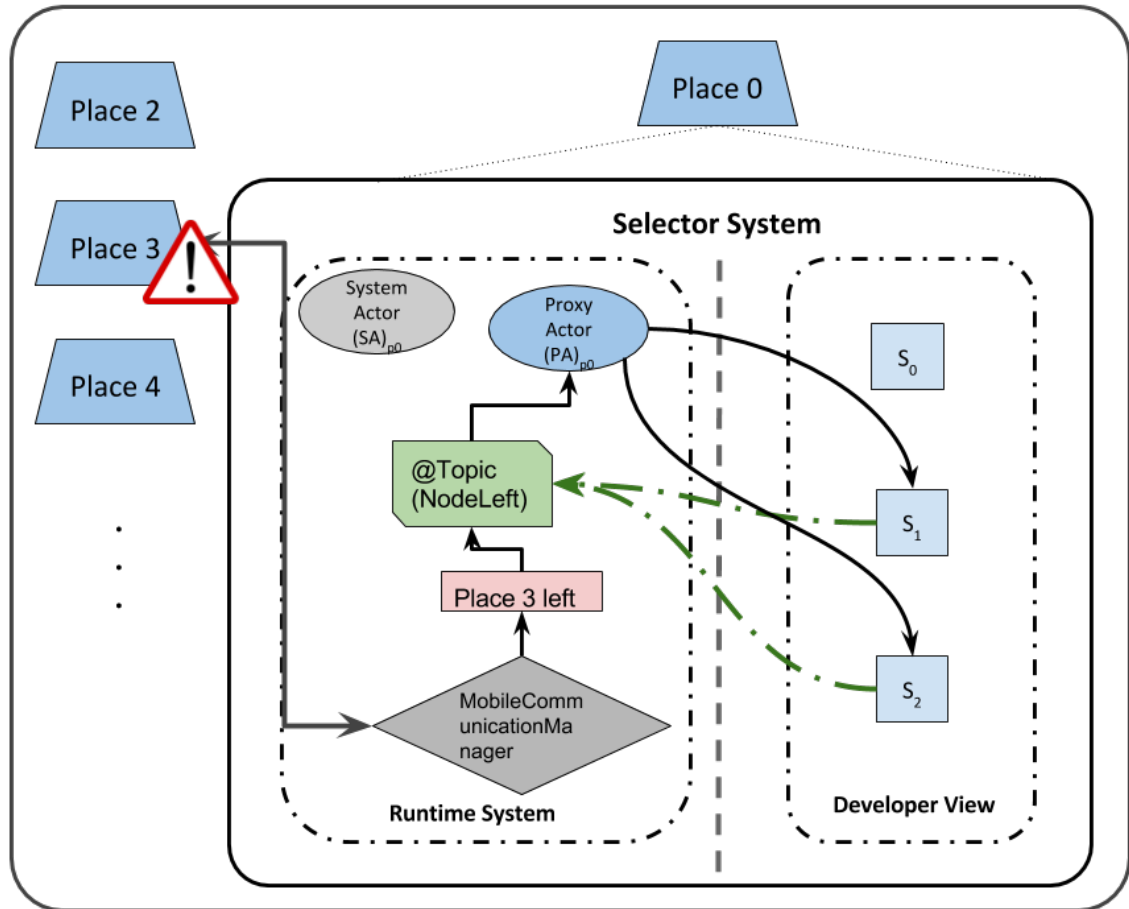 Place 2
Place 0
Place 3
Place 4
.
.
.
Selector System
System
Actor
(SA)p0
Proxy
Actor
(PA)p0
S0
@Topic
(NodeLeft)
S1
Place 3 left
S2
MobileComm
unicationMa
nager
Runtime System
Developer View